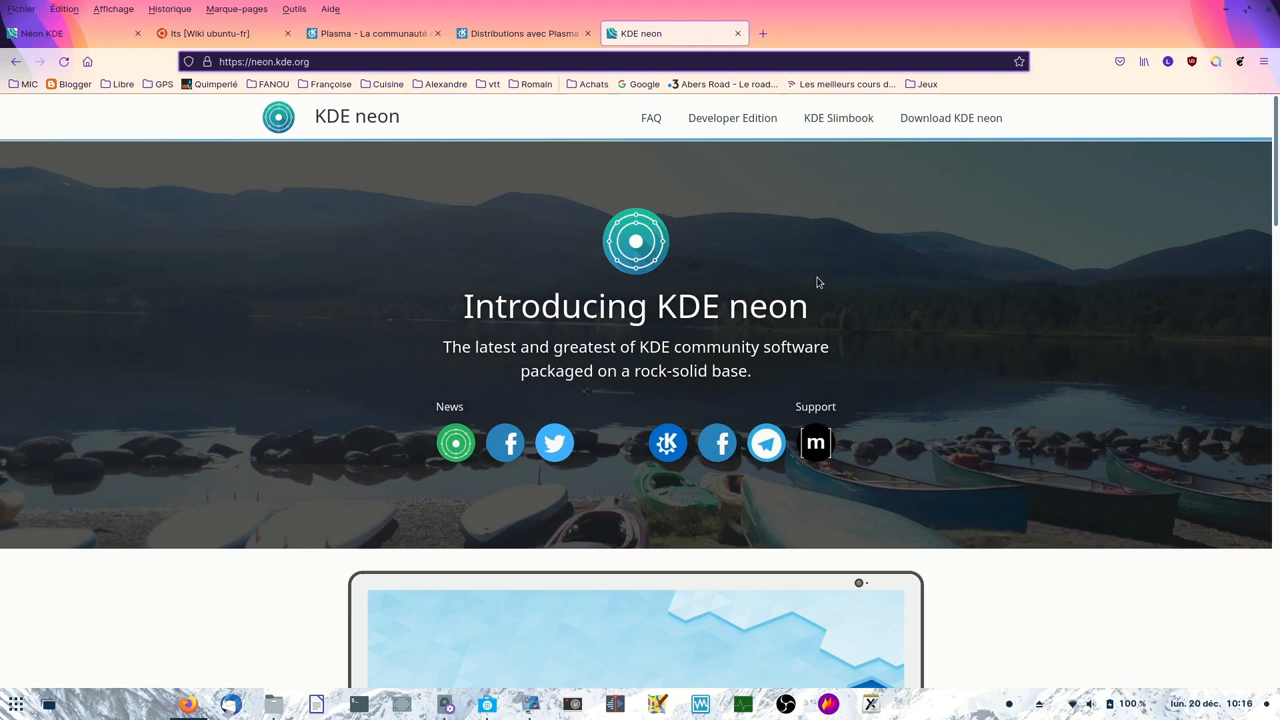 Fichier Édition Affichage Historique Marque-pages Outils Aide
Néon KDE
lts [Wiki ubuntu-fr]
Plasma - La communauté
Distributions avec Plasma
KDE neon
https://neon.kde.org
MIC Blogger Libre GPS Quimperlé FANOU Françoise Cuisine Alexandre vtt Romain Achats Google Abers Road - Le road... Les meilleurs cours d... Jeux
KDE neon
FAQ Developer Edition KDE Slimbook Download KDE neon
Introducing KDE neon
The latest and greatest of KDE community software
packaged on a rock-solid base.
News
Support
[m]
100 % lun. 20 déc. 10:16